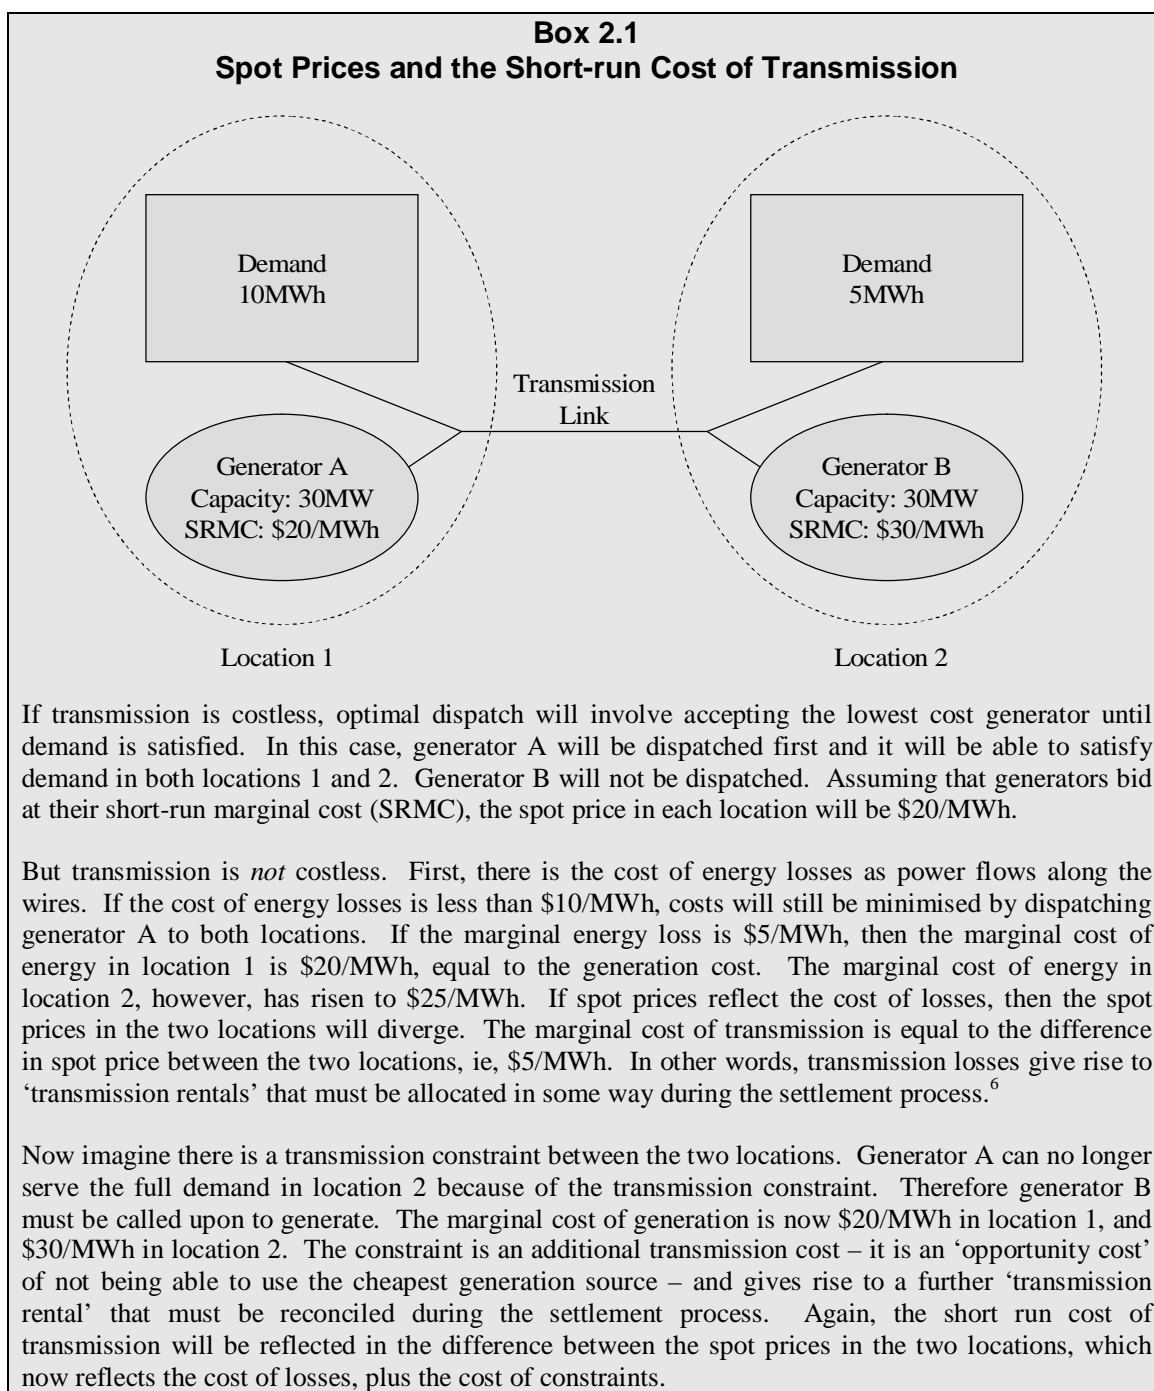 Box 2.1
Spot Prices and the Short-run Cost of Transmission
Demand
10MWh
Demand
5MWh
Transmission
Link
Generator A
Capacity: 30MW
SRMC: $20/MWh
Generator B
Capacity: 30MW
SRMC: $30/MWh
Location 1
Location 2
If transmission is costless, optimal dispatch will involve accepting the lowest cost generator until
demand is satisfied. In this case, generator A will be dispatched first and it will be able to satisfy
demand in both locations 1 and 2. Generator B will not be dispatched. Assuming that generators bid
at their short-run marginal cost (SRMC), the spot price in each location will be $20/MWh.
But transmission is not costless. First, there is the cost of energy losses as power flows along the
wires. If the cost of energy losses is less than $10/MWh, costs will still be minimised by dispatching
generator A to both locations. If the marginal energy loss is $5/MWh, then the marginal cost of
energy in location 1 is $20/MWh, equal to the generation cost. The marginal cost of energy in
location 2, however, has risen to $25/MWh. If spot prices reflect the cost of losses, then the spot
prices in the two locations will diverge. The marginal cost of transmission is equal to the difference
in spot price between the two locations, ie, $5/MWh. In other words, transmission losses give rise to
‘transmission rentals’ that must be allocated in some way during the settlement process.6
Now imagine there is a transmission constraint between the two locations. Generator A can no longer
serve the full demand in location 2 because of the transmission constraint. Therefore generator B
must be called upon to generate. The marginal cost of generation is now $20/MWh in location 1, and
$30/MWh in location 2. The constraint is an additional transmission cost – it is an ‘opportunity cost’
of not being able to use the cheapest generation source – and gives rise to a further ‘transmission
rental’ that must be reconciled during the settlement process. Again, the short run cost of
transmission will be reflected in the difference between the spot prices in the two locations, which
now reflects the cost of losses, plus the cost of constraints.